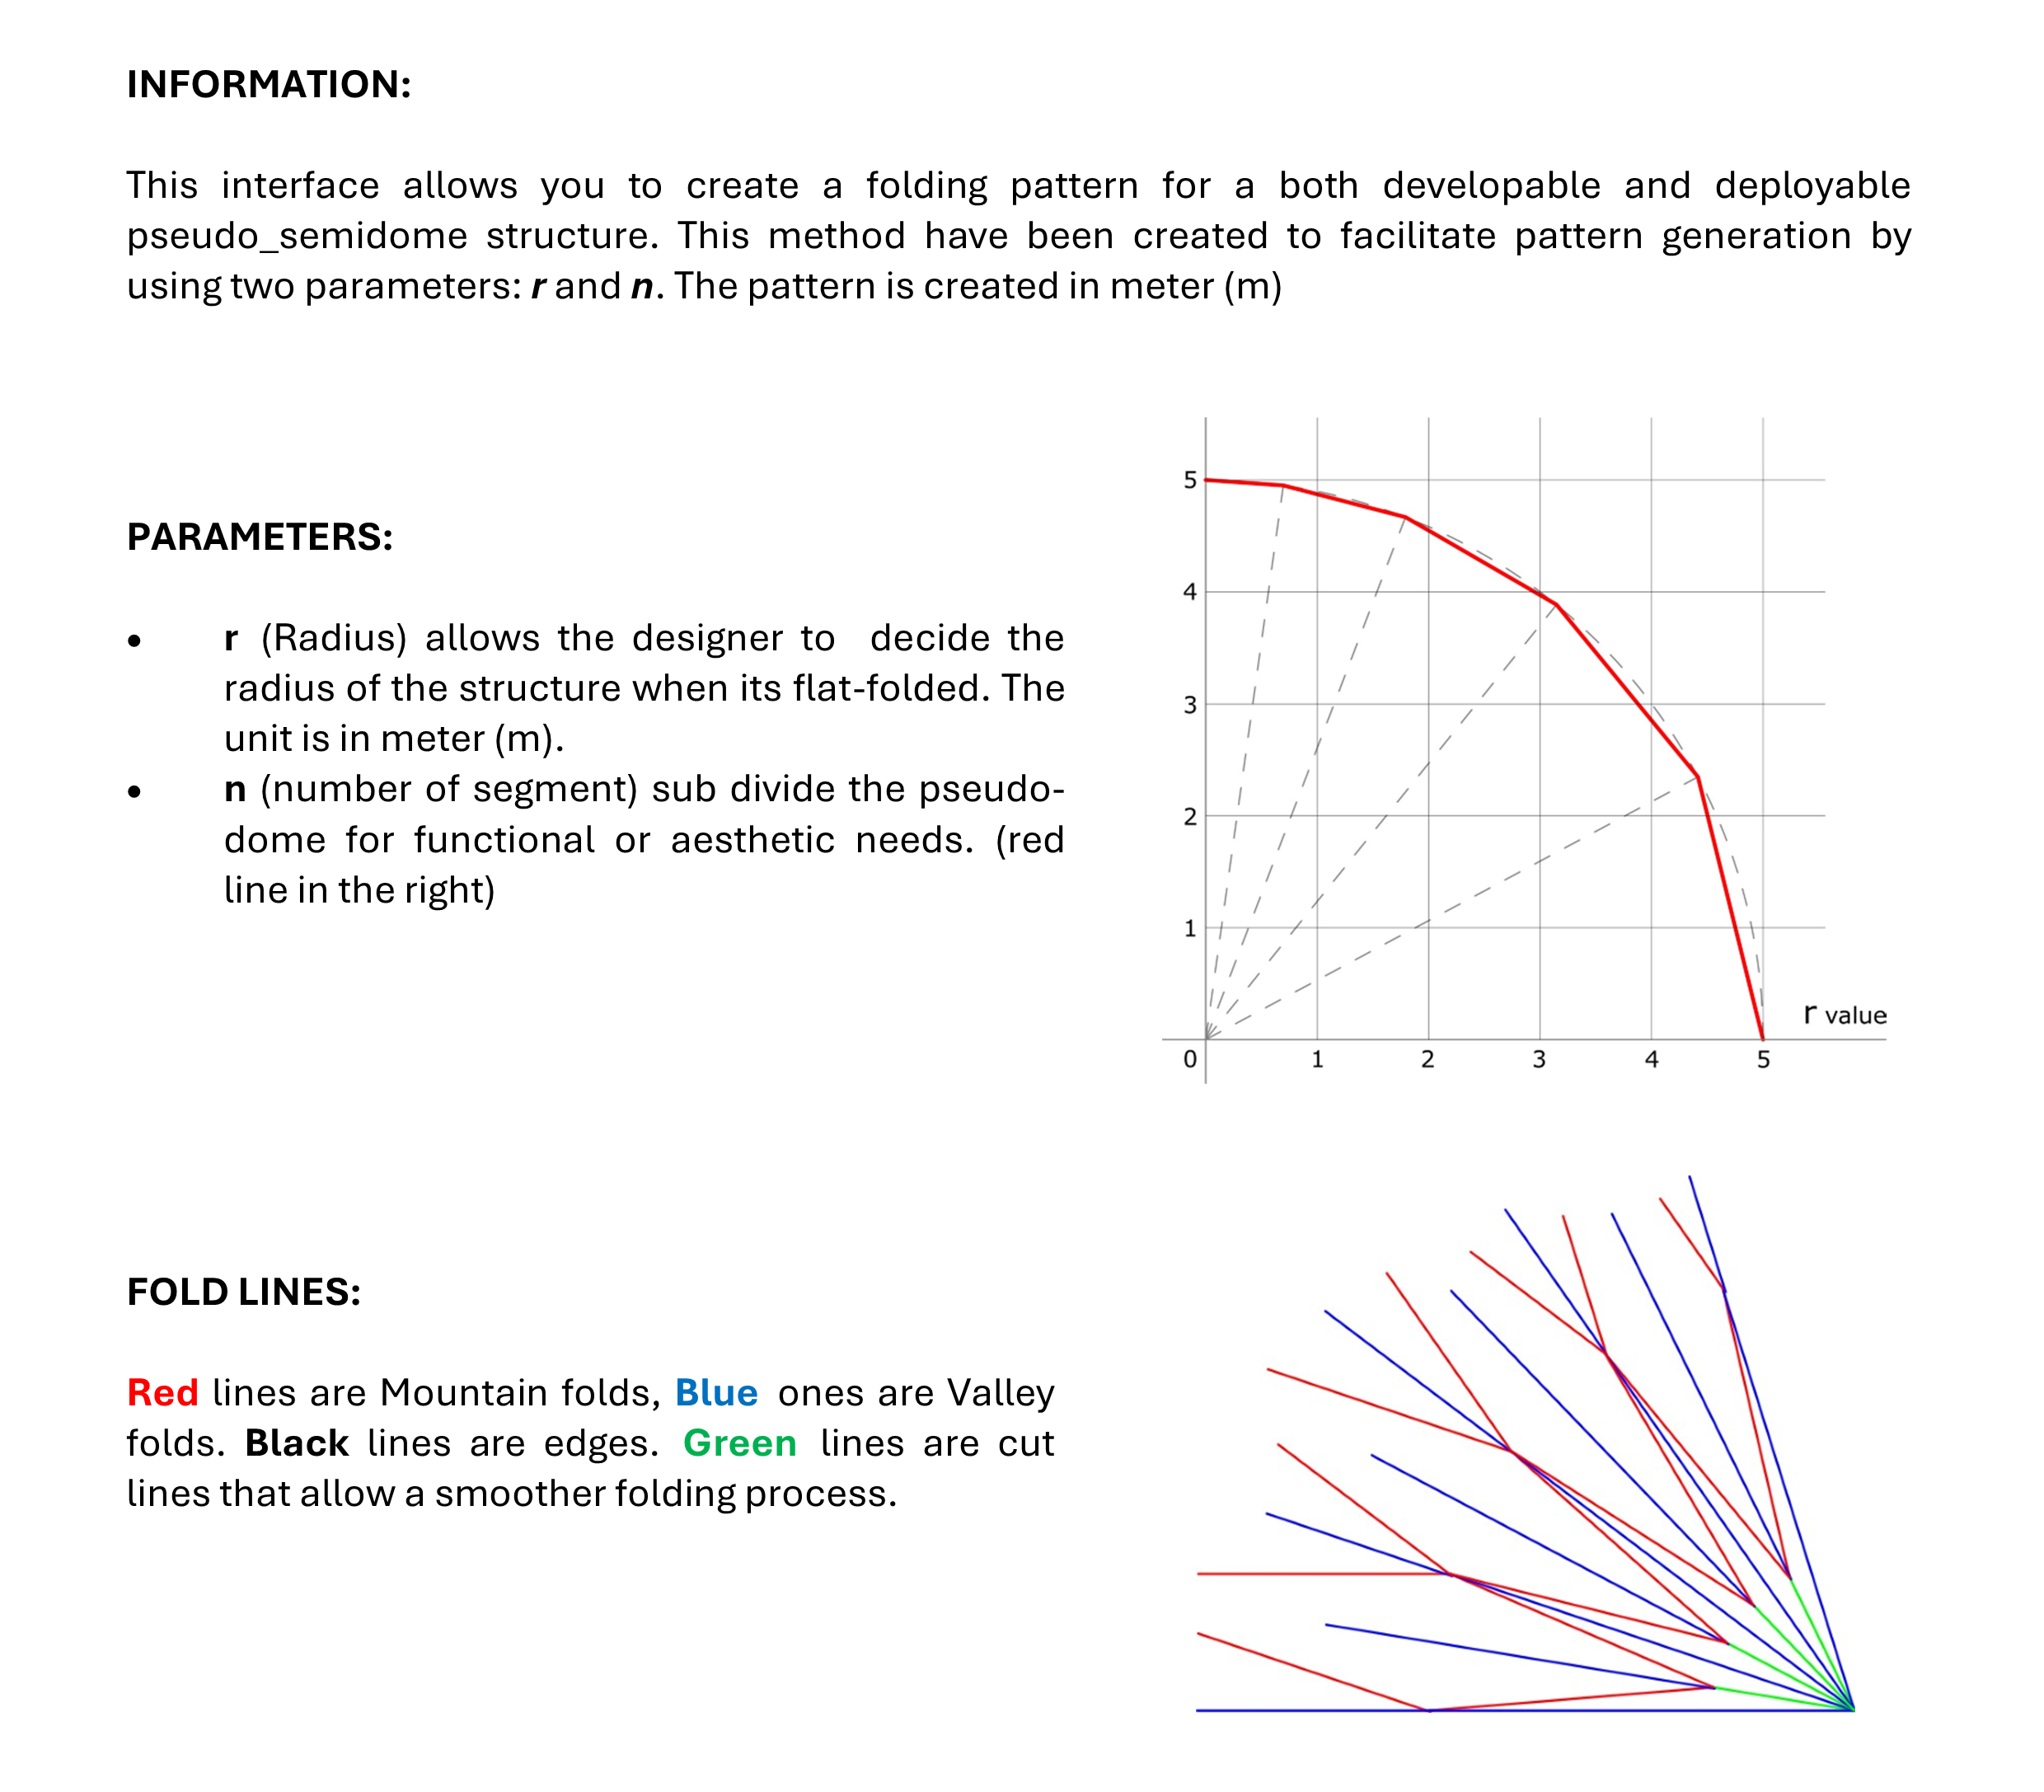 INFORMATION:
This interface allows you to create a folding pattern for a both developable and deployable
pseudo_semidome structure. This method have been created to facilitate pattern generation by
using two parameters: r and n. The pattern is created in meter (m)
PARAMETERS:
• r (Radius) allows the designer to decide the
radius of the structure when its flat-folded. The
unit is in meter (m).
• n (number of segment) sub divide the pseudo-
dome for functional or aesthetic needs. (red
line in the right)
5
4
3
2
1
r value
0 1 2 3 4 5
FOLD LINES:
Red lines are Mountain folds, Blue ones are Valley
folds. Black lines are edges. Green lines are cut
lines that allow a smoother folding process.